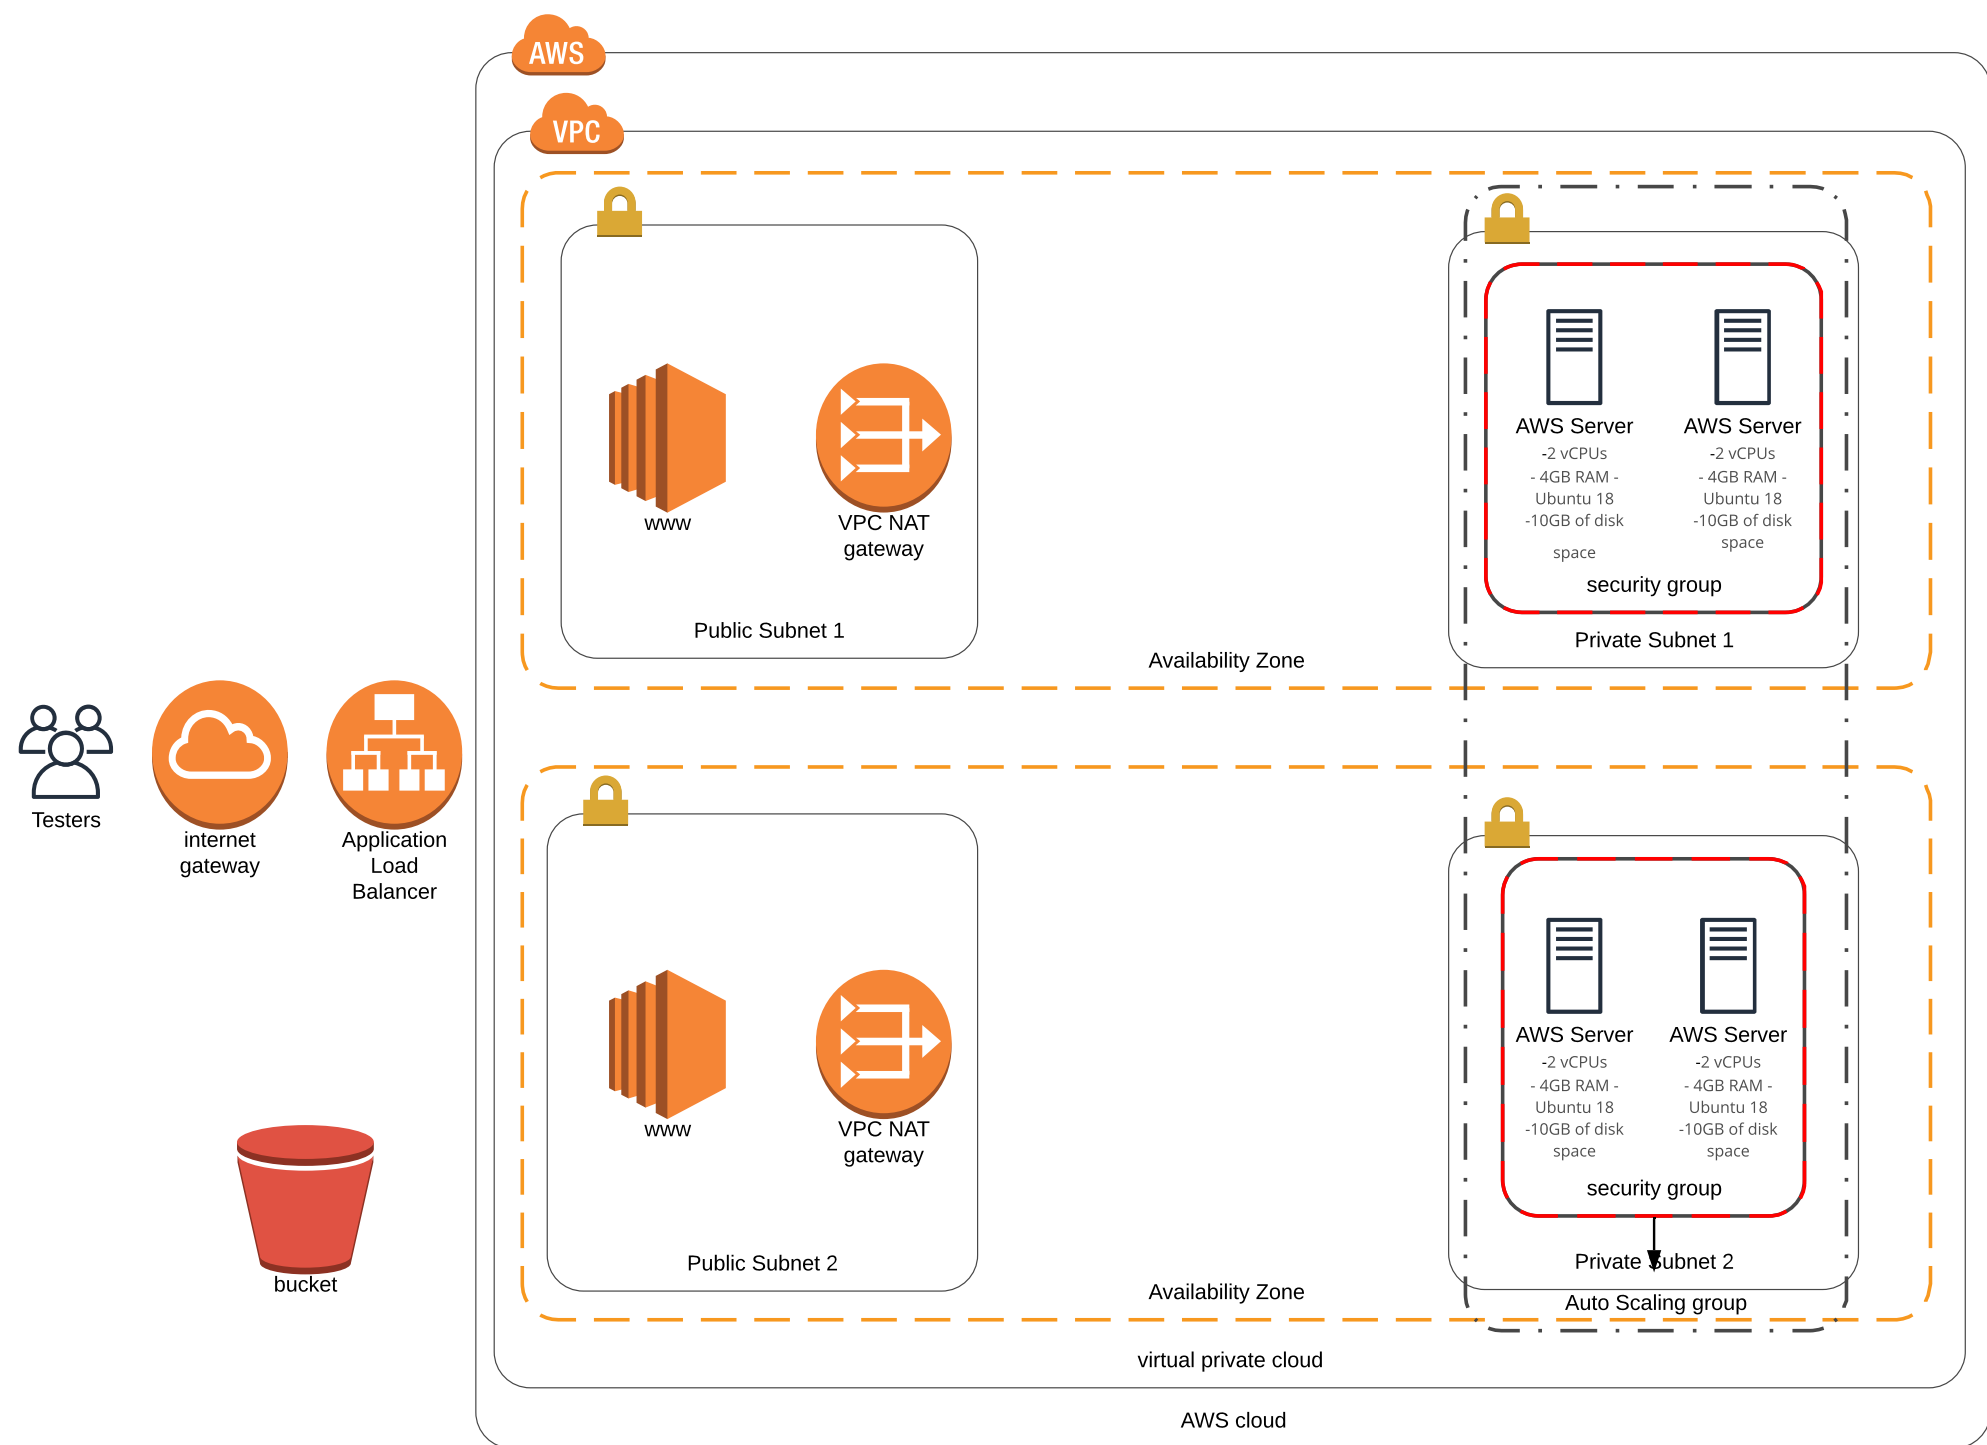 AWS
VPC
www
VPC NAT
gateway
Public Subnet 1
AWS Server
-2 vCPUs
- 4GB RAM -
Ubuntu 18
-10GB of disk
space
AWS Server
-2 vCPUs
- 4GB RAM -
Ubuntu 18
-10GB of disk
space
security group
Private Subnet 1
Availability Zone
Testers
internet
gateway
Application
Load
Balancer
www
VPC NAT
gateway
Public Subnet 2
AWS Server
-2 vCPUs
- 4GB RAM -
Ubuntu 18
-10GB of disk
space
AWS Server
-2 vCPUs
- 4GB RAM -
Ubuntu 18
-10GB of disk
space
security group
Private Subnet 2
Availability Zone
Auto Scaling group
bucket
virtual private cloud
AWS cloud